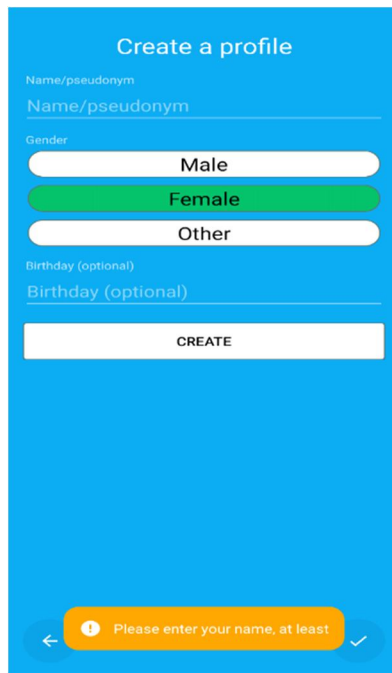 Create a profile
Name/pseudonym
Name/pseudonym
Gender
Male
Female
Other
Birthday (optional)
Birthday (optional)
CREATE
Please enter your name, at least